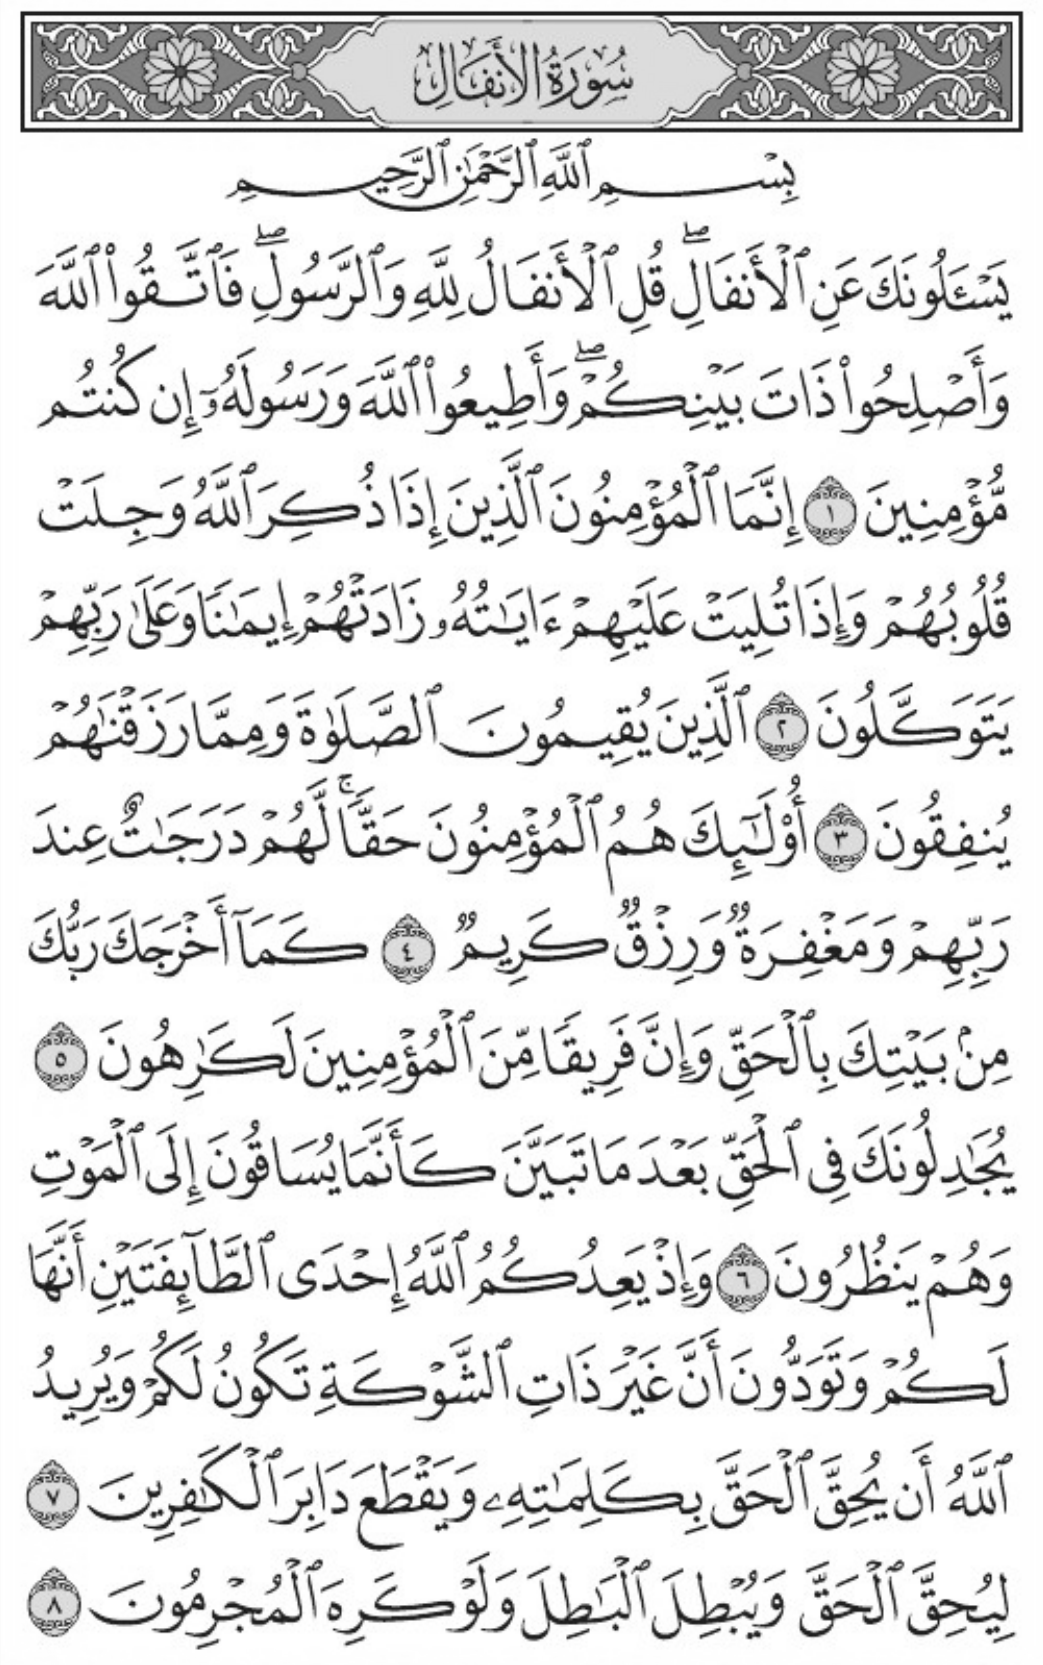 سُورَةُ الأَنفَالِ
بِسْمِ ٱللَّهِ ٱلرَّحْمَٰنِ ٱلرَّحِيمِ
يَسْـَٔلُونَكَ عَنِ ٱلْأَنفَالِۖ قُلِ ٱلْأَنفَالُ لِلَّهِ وَٱلرَّسُولِۖ فَٱتَّقُوا۟ ٱللَّهَ
وَأَصْلِحُوا۟ ذَاتَ بَيْنِكُمْۖ وَأَطِيعُوا۟ ٱللَّهَ وَرَسُولَهُۥٓ إِن كُنتُم
مُّؤْمِنِينَ ١ إِنَّمَا ٱلْمُؤْمِنُونَ ٱلَّذِينَ إِذَا ذُكِرَ ٱللَّهُ وَجِلَتْ
قُلُوبُهُمْ وَإِذَا تُلِيَتْ عَلَيْهِمْ ءَايَٰتُهُۥ زَادَتْهُمْ إِيمَٰنًا وَعَلَىٰ رَبِّهِمْ
يَتَوَكَّلُونَ ٢ ٱلَّذِينَ يُقِيمُونَ ٱلصَّلَوٰةَ وَمِمَّا رَزَقْنَٰهُمْ
يُنفِقُونَ ٣ أُو۟لَٰٓئِكَ هُمُ ٱلْمُؤْمِنُونَ حَقًّاۚ لَّهُمْ دَرَجَٰتٌ عِندَ
رَبِّهِمْ وَمَغْفِرَةٌ وَرِزْقٌ كَرِيمٌ ٤ كَمَآ أَخْرَجَكَ رَبُّكَ
مِنۢ بَيْتِكَ بِٱلْحَقِّ وَإِنَّ فَرِيقًا مِّنَ ٱلْمُؤْمِنِينَ لَكَٰرِهُونَ ٥
يُجَٰدِلُونَكَ فِى ٱلْحَقِّ بَعْدَ مَا تَبَيَّنَ كَأَنَّمَا يُسَاقُونَ إِلَى ٱلْمَوْتِ
وَهُمْ يَنظُرُونَ ٦ وَإِذْ يَعِدُكُمُ ٱللَّهُ إِحْدَى ٱلطَّآئِفَتَيْنِ أَنَّهَا
لَكُمْ وَتَوَدُّونَ أَنَّ غَيْرَ ذَاتِ ٱلشَّوْكَةِ تَكُونُ لَكُمْ وَيُرِيدُ
ٱللَّهُ أَن يُحِقَّ ٱلْحَقَّ بِكَلِمَٰتِهِۦ وَيَقْطَعَ دَابِرَ ٱلْكَٰفِرِينَ ٧
لِيُحِقَّ ٱلْحَقَّ وَيُبْطِلَ ٱلْبَٰطِلَ وَلَوْ كَرِهَ ٱلْمُجْرِمُونَ ٨